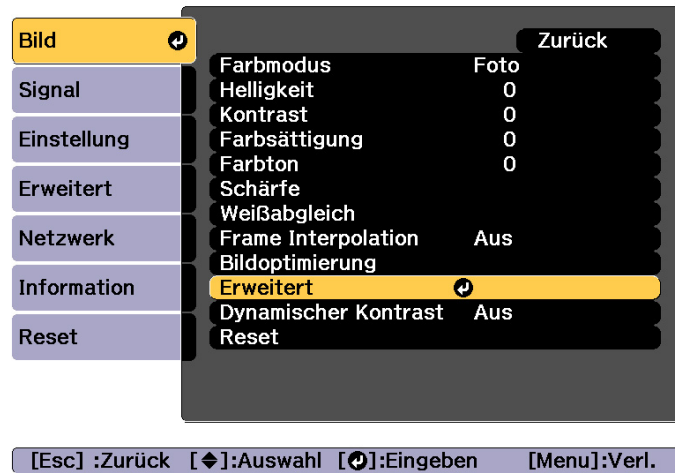 Bild
Signal
Einstellung
Erweitert
Netzwerk
Information
Reset
Zurück
Farbmodus Foto
Helligkeit 0
Kontrast 0
Farbsättigung 0
Farbton 0
Schärfe
Weißabgleich
Frame Interpolation Aus
Bildoptimierung
Erweitert
Dynamischer Kontrast Aus
Reset
[Esc] :Zurück [◆]:Auswahl [↵]:Eingeben [Menu]:Verl.